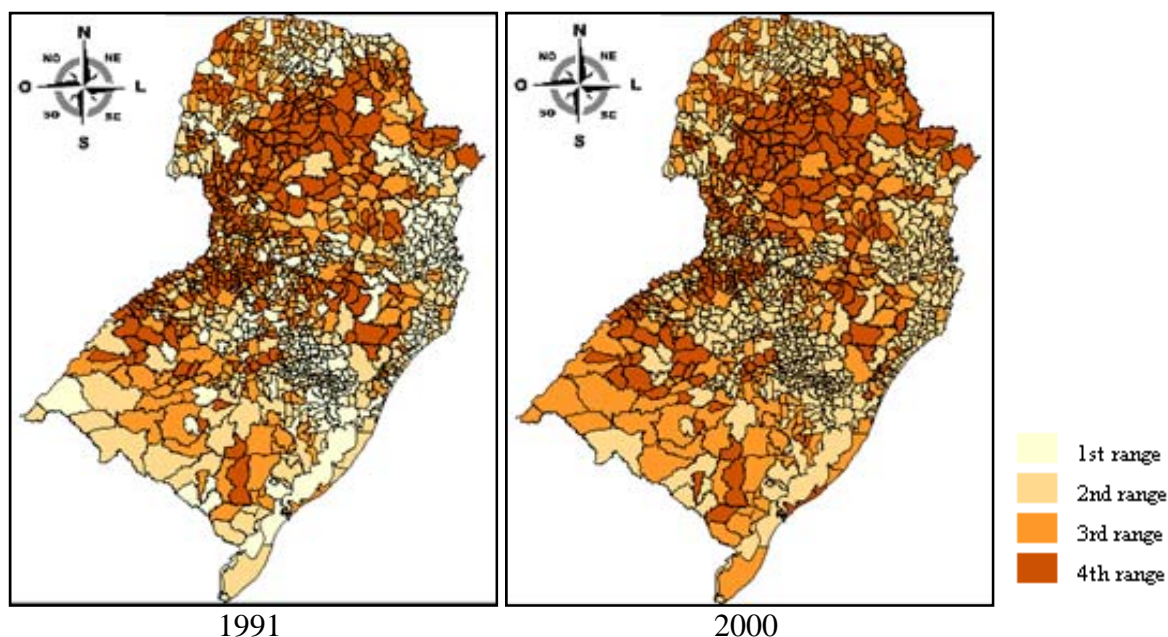 N
NO NE
O L
SO SE
S
N
NO NE
O L
SO SE
S
1st range
2nd range
3rd range
4th range
1991 2000